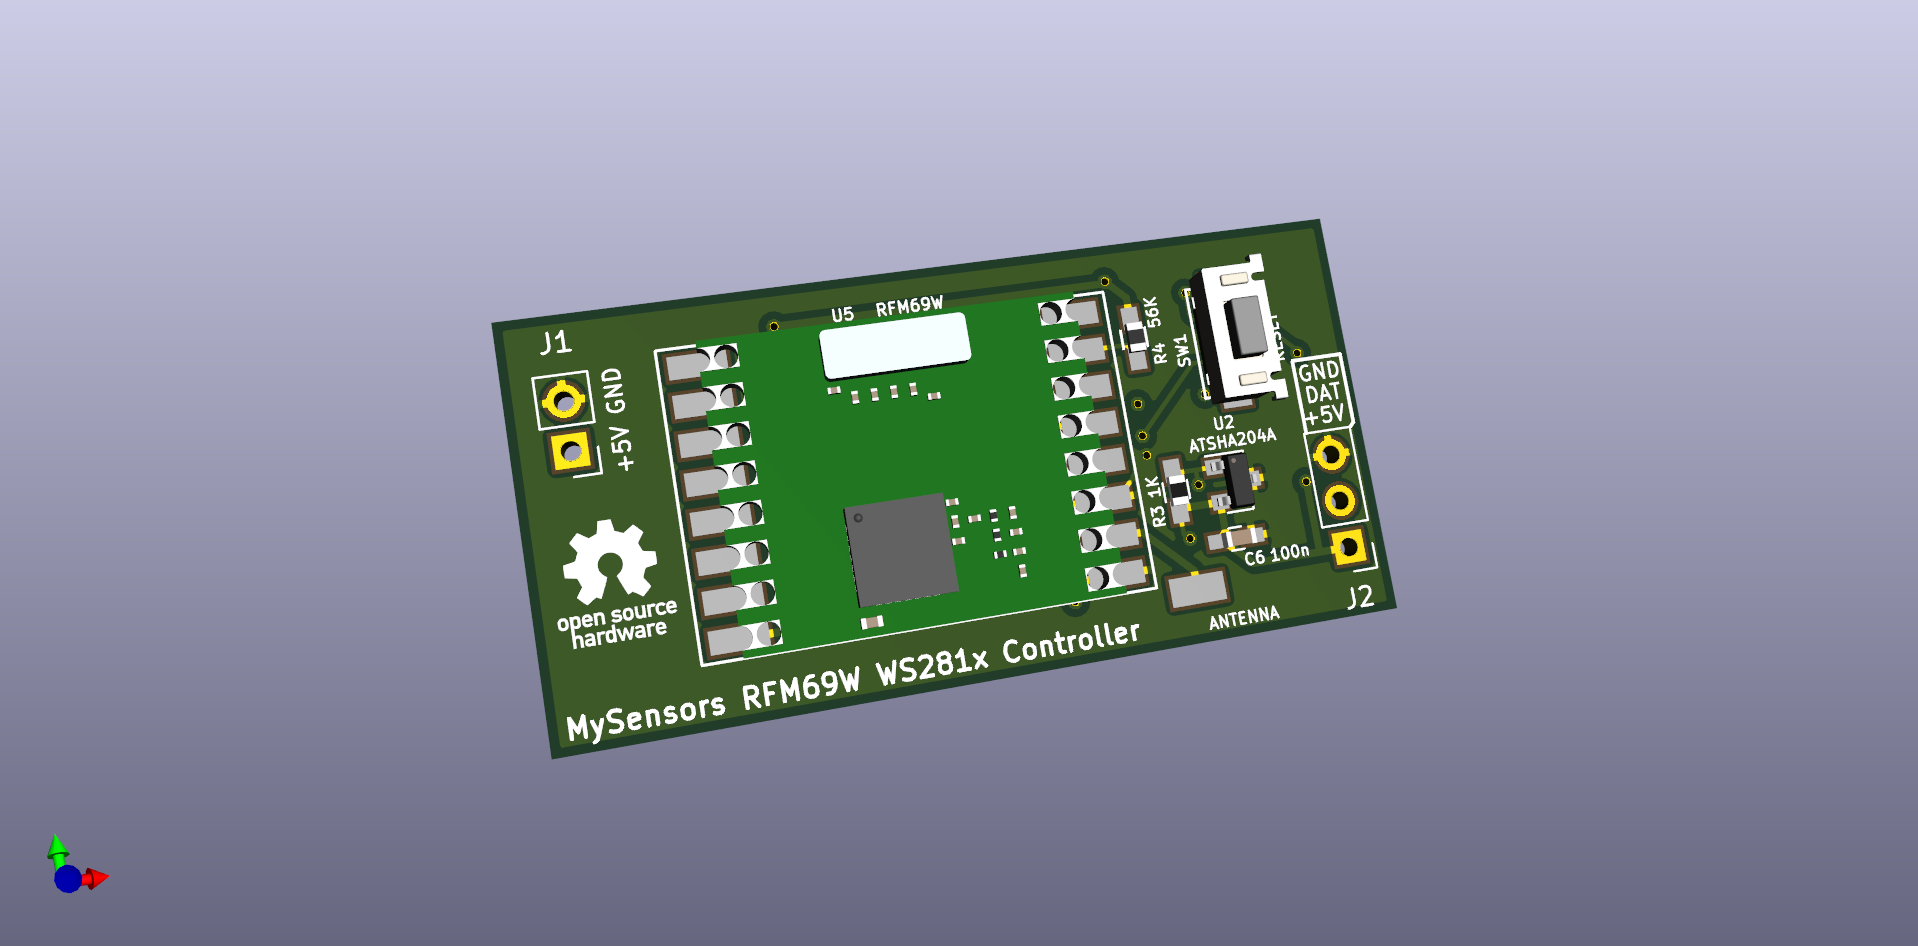 J1
GND
+5V
open source
hardware
U5 RFM69W
56K
R4
SW1
RESET
GND
DAT
+5V
U2
ATSHA204A
R3 1K
C6 100n
J2
ANTENNA
MySensors RFM69W WS281x Controller